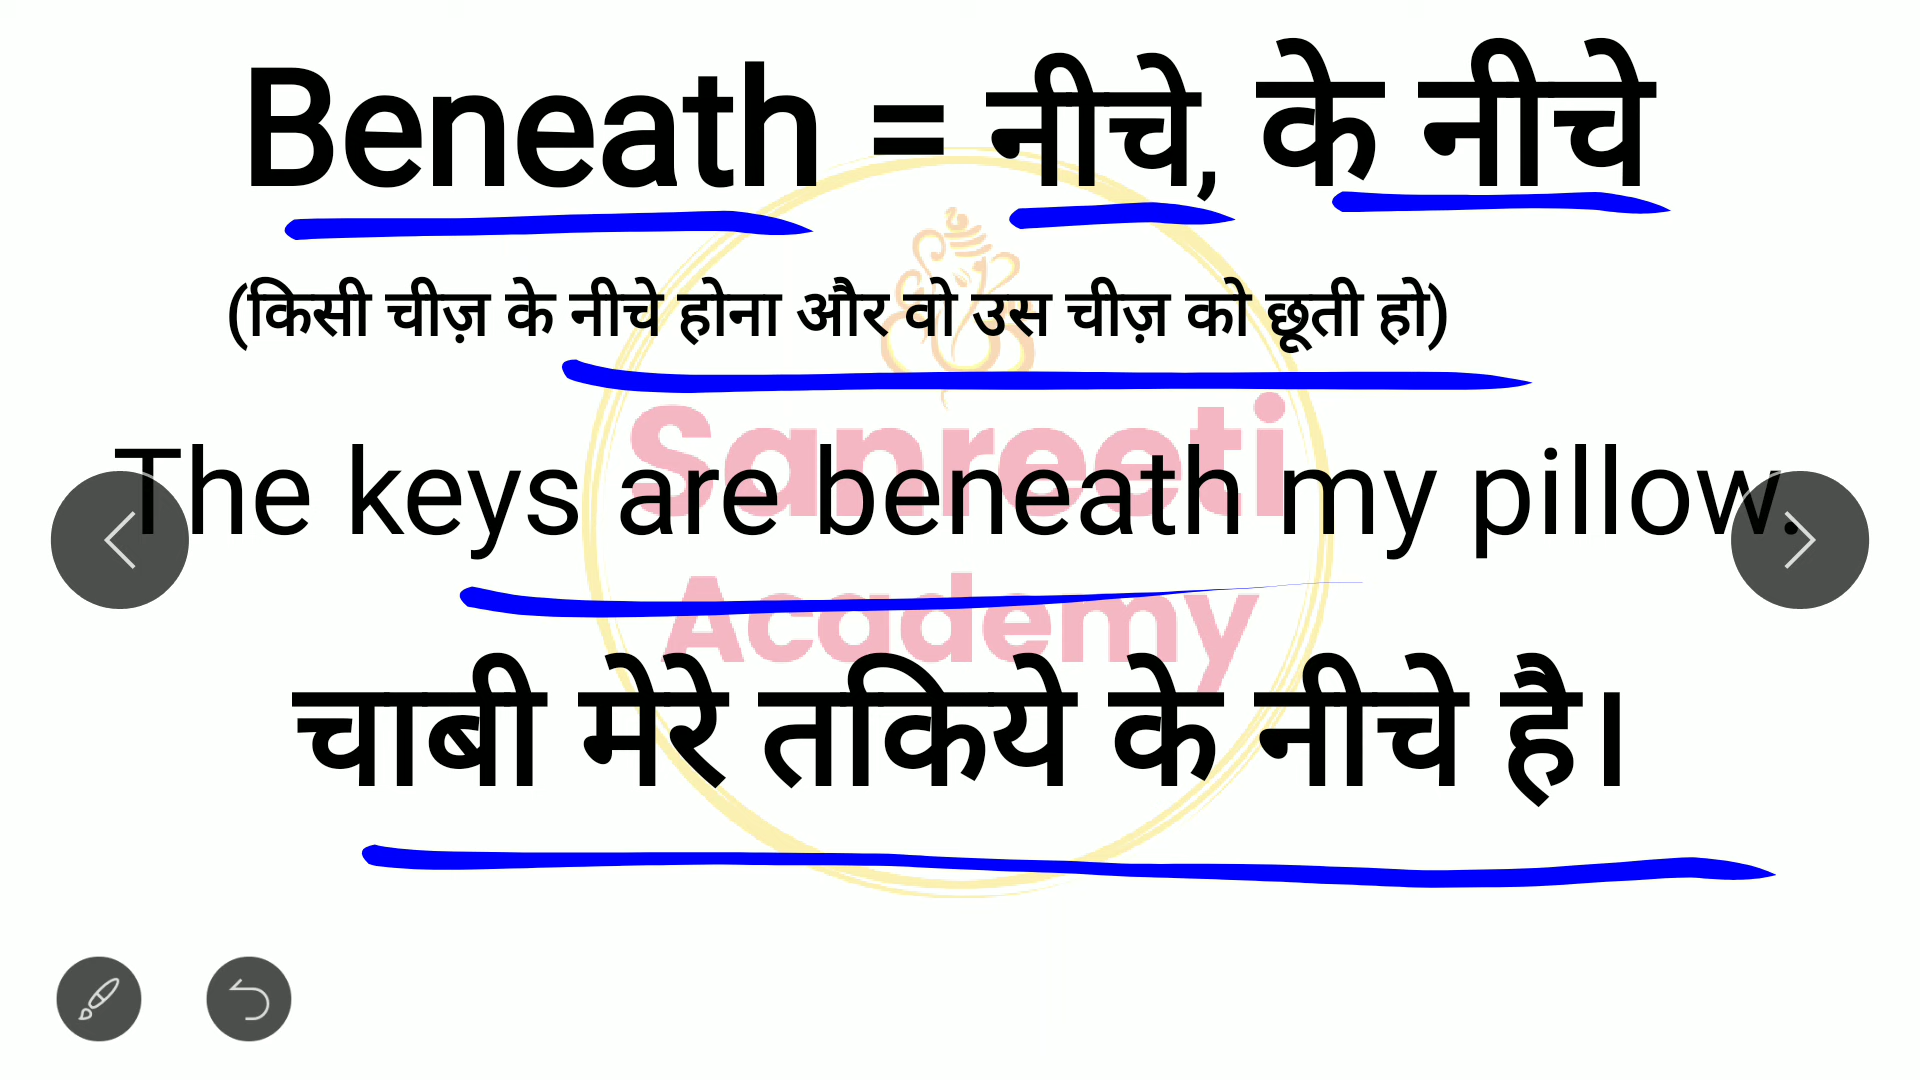 Beneath = नीचे, के नीचे
(किसी चीज़ के नीचे होना और वो उस चीज़ को छूती हो)
Sanreeti
The keys are beneath my pillow.
Academy
चाबी मेरे तकिये के नीचे है।